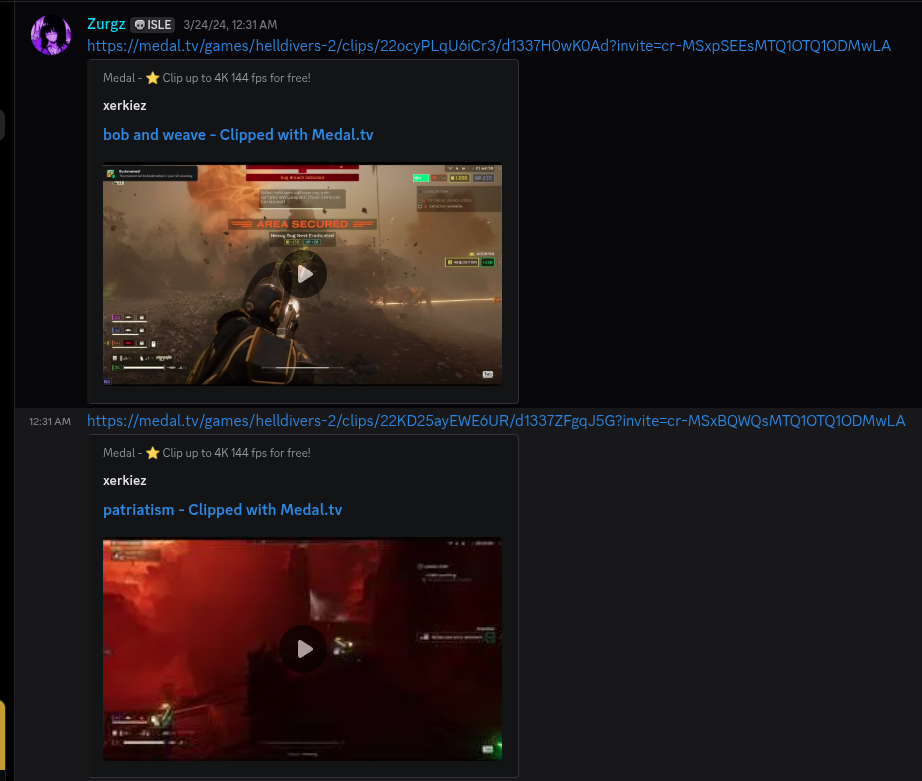 Zurgz ISLE 3/24/24, 12:31 AM
https://medal.tv/games/helldivers-2/clips/22ocyPLqU6iCr3/d1337H0wK0Ad?invite=cr-MSxpSEEsMTQ1OTQ1ODMwLA
Medal - ⭐ Clip up to 4K 144 fps for free!
xerkiez
bob and weave - Clipped with Medal.tv
Bug Breach Detected
AREA SECURED
Heavy Bug Nest Eradicated
12:31 AM https://medal.tv/games/helldivers-2/clips/22KD25ayEWE6UR/d1337ZFgqJ5G?invite=cr-MSxBQWQsMTQ1OTQ1ODMwLA
Medal - ⭐ Clip up to 4K 144 fps for free!
xerkiez
patriatism - Clipped with Medal.tv